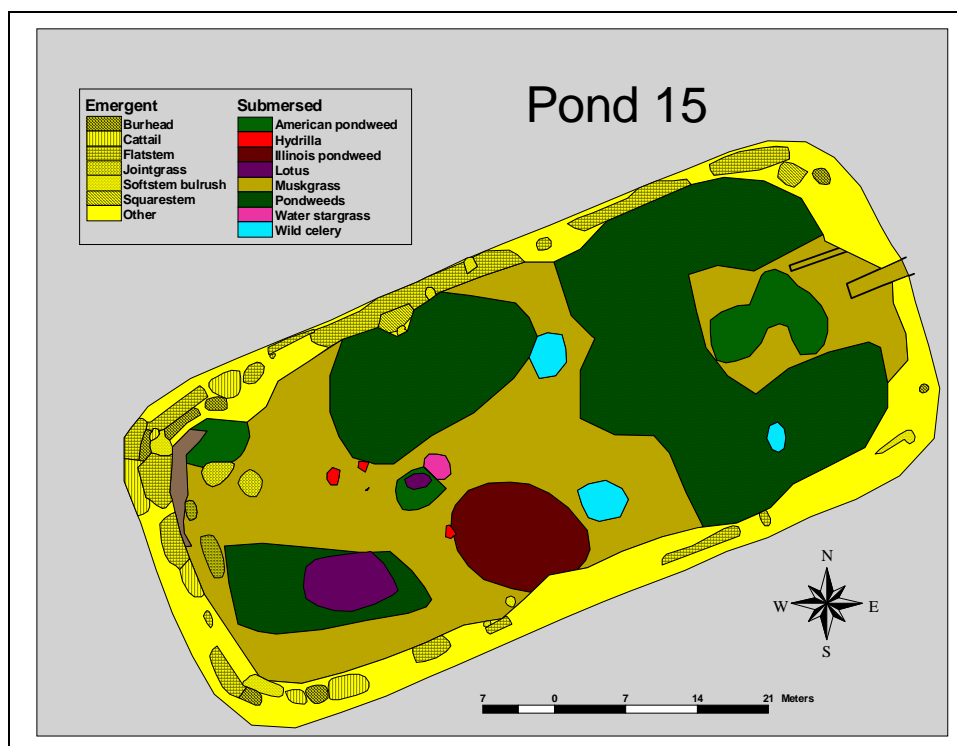 Pond 15
Emergent
Burhead
Cattail
Flatstem
Jointgrass
Softstem bulrush
Squarestem
Other
Submersed
American pondweed
Hydrilla
Illinois pondweed
Lotus
Muskgrass
Pondweeds
Water stargrass
Wild celery
N
W E
S
7 0 7 14 21 Meters